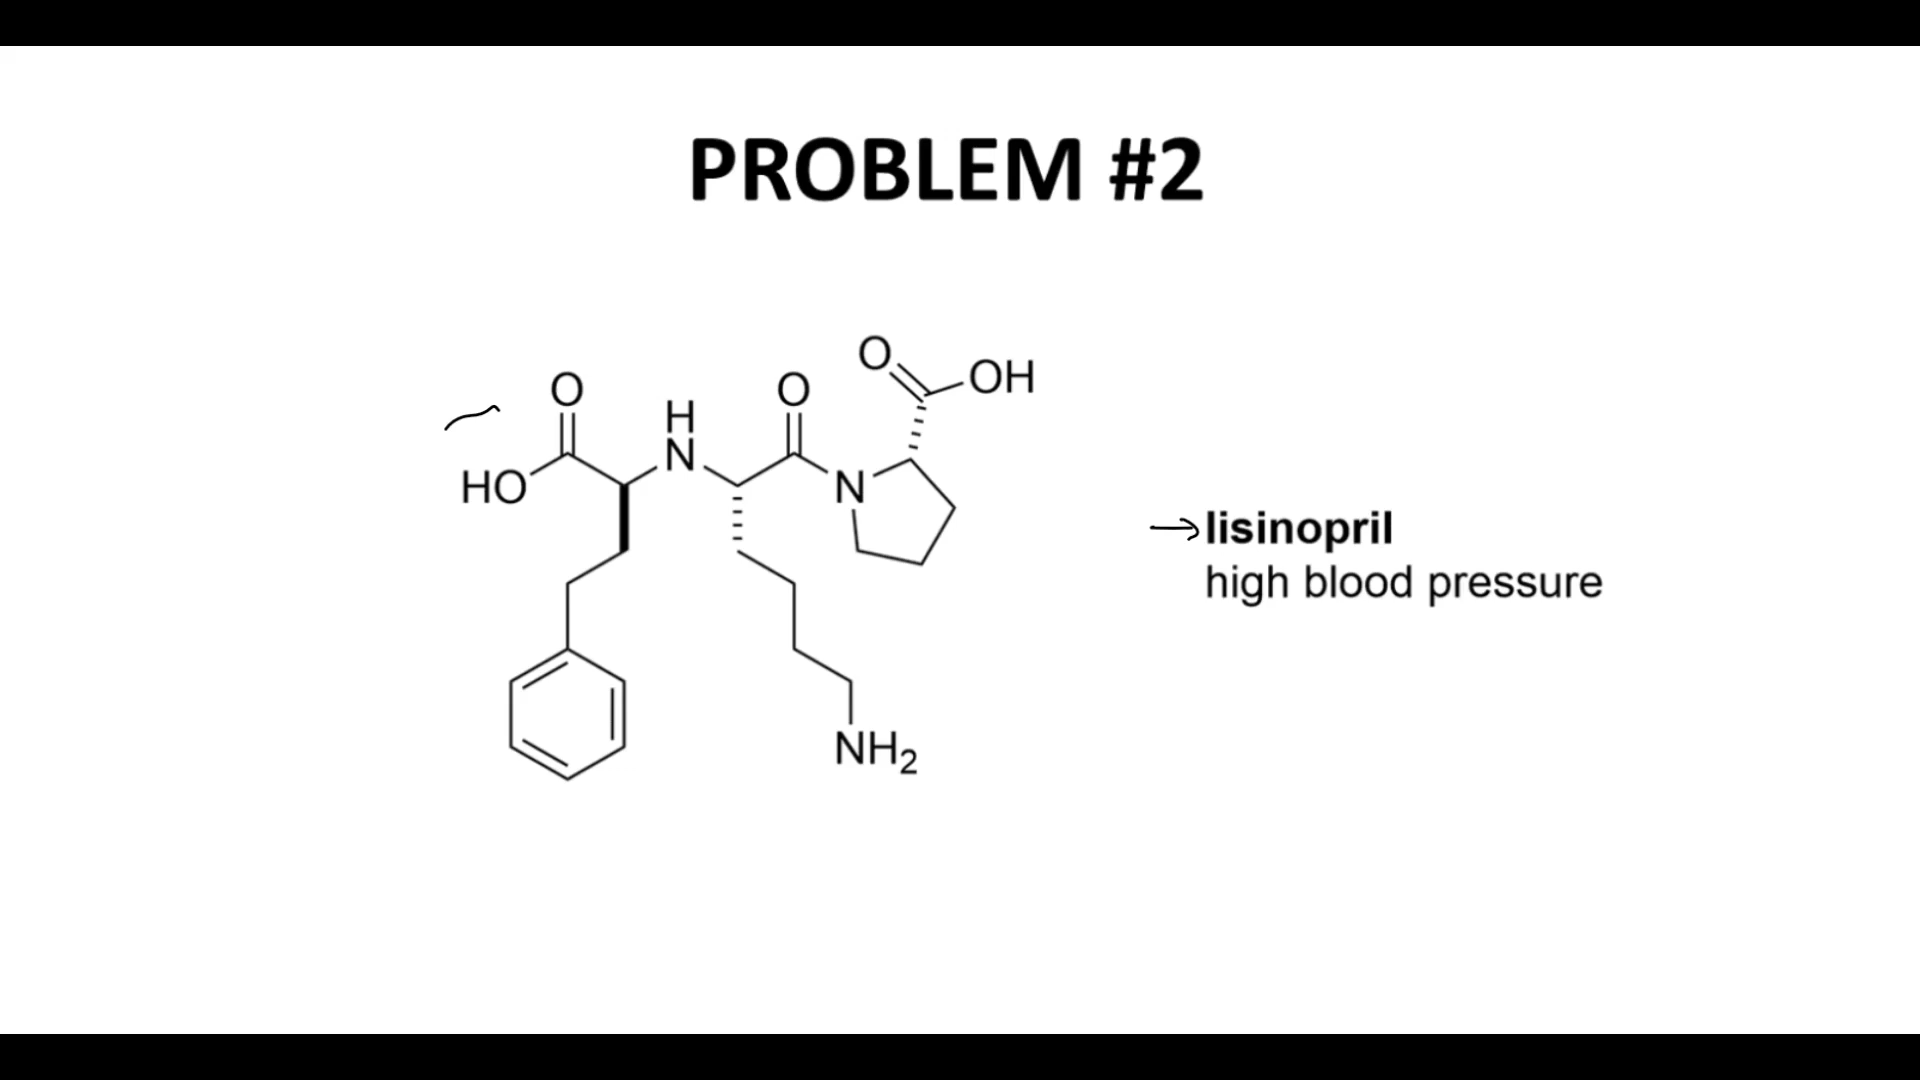 PROBLEM #2
O
OH
O
H
N
O
HO
N
lisinopril
high blood pressure
NH2